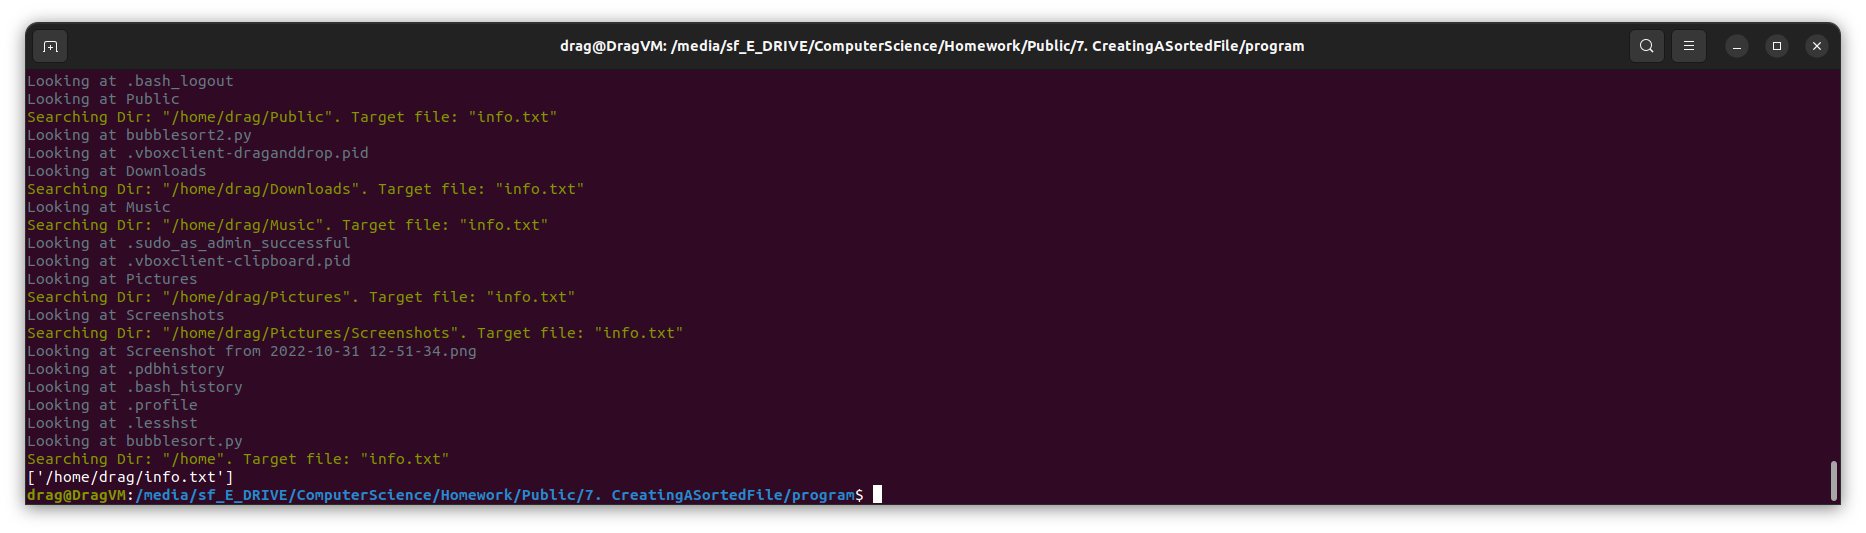 drag@DragVM: /media/sf_E_DRIVE/ComputerScience/Homework/Public/7. CreatingASortedFile/program
Looking at .bash_logout
Looking at Public
Searching Dir: "/home/drag/Public". Target file: "info.txt"
Looking at bubblesort2.py
Looking at .vboxclient-draganddrop.pid
Looking at Downloads
Searching Dir: "/home/drag/Downloads". Target file: "info.txt"
Looking at Music
Searching Dir: "/home/drag/Music". Target file: "info.txt"
Looking at .sudo_as_admin_successful
Looking at .vboxclient-clipboard.pid
Looking at Pictures
Searching Dir: "/home/drag/Pictures". Target file: "info.txt"
Looking at Screenshots
Searching Dir: "/home/drag/Pictures/Screenshots". Target file: "info.txt"
Looking at Screenshot from 2022-10-31 12-51-34.png
Looking at .pdbhistory
Looking at .bash_history
Looking at .profile
Looking at .lesshst
Looking at bubblesort.py
Searching Dir: "/home". Target file: "info.txt"
['/home/drag/info.txt']
drag@DragVM:/media/sf_E_DRIVE/ComputerScience/Homework/Public/7. CreatingASortedFile/program$